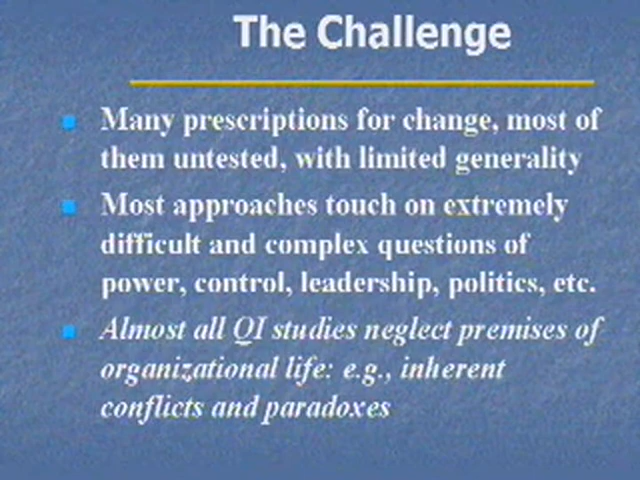 The Challenge
Many prescriptions for change, most of
them untested, with limited generality
Most approaches touch on extremely
difficult and complex questions of
power, control, leadership, politics, etc.
Almost all QI studies neglect premises of
organizational life: e.g., inherent
conflicts and paradoxes